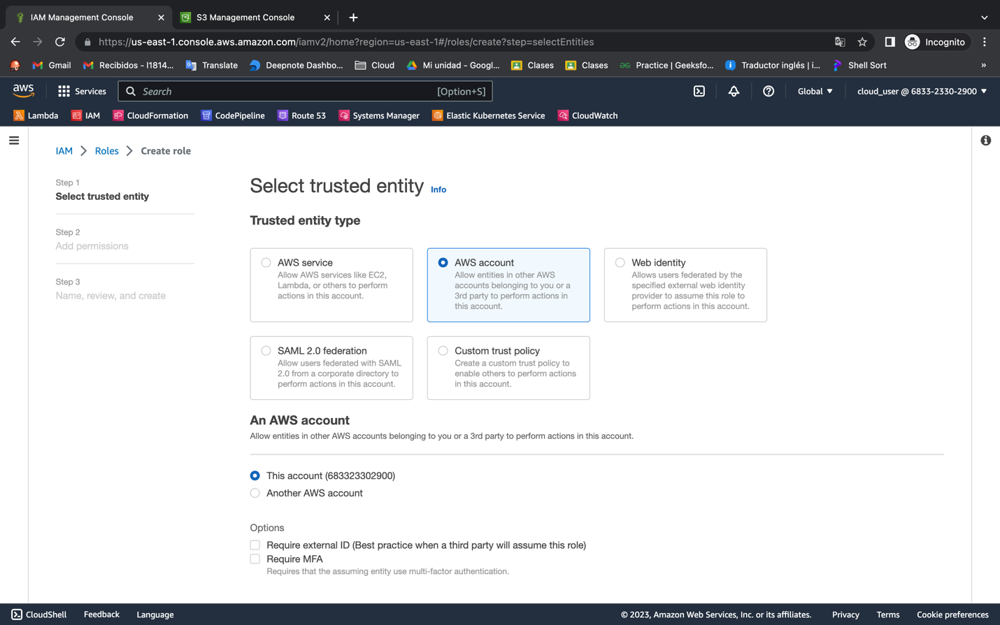 IAM Management Console
S3 Management Console
https://us-east-1.console.aws.amazon.com/iamv2/home?region=us-east-1#/roles/create?step=selectEntities
Incognito
Gmail
Recibidos - l1814...
Translate
Deepnote Dashbo...
Cloud
Mi unidad - Googl...
Clases
Clases
Practice | Geeksfo...
Traductor inglés | i...
Shell Sort
»
aws
Services
Search
[Option+S]
Global
cloud_user @ 6833-2330-2900
Lambda
IAM
CloudFormation
CodePipeline
Route 53
Systems Manager
Elastic Kubernetes Service
CloudWatch
IAM
Roles
Create role
Step 1
Select trusted entity
Step 2
Add permissions
Step 3
Name, review, and create
Select trusted entity Info
Trusted entity type
AWS service
Allow AWS services like EC2,
Lambda, or others to perform
actions in this account.
AWS account
Allow entities in other AWS
accounts belonging to you or a
3rd party to perform actions in
this account.
Web identity
Allows users federated by the
specified external web identity
provider to assume this role to
perform actions in this account.
SAML 2.0 federation
Allow users federated with SAML
2.0 from a corporate directory to
perform actions in this account.
Custom trust policy
Create a custom trust policy to
enable others to perform actions
in this account.
An AWS account
Allow entities in other AWS accounts belonging to you or a 3rd party to perform actions in this account.
This account (683323302900)
Another AWS account
Options
Require external ID (Best practice when a third party will assume this role)
Require MFA
Requires that the assuming entity use multi-factor authentication.
CloudShell
Feedback
Language
© 2023, Amazon Web Services, Inc. or its affiliates.
Privacy
Terms
Cookie preferences